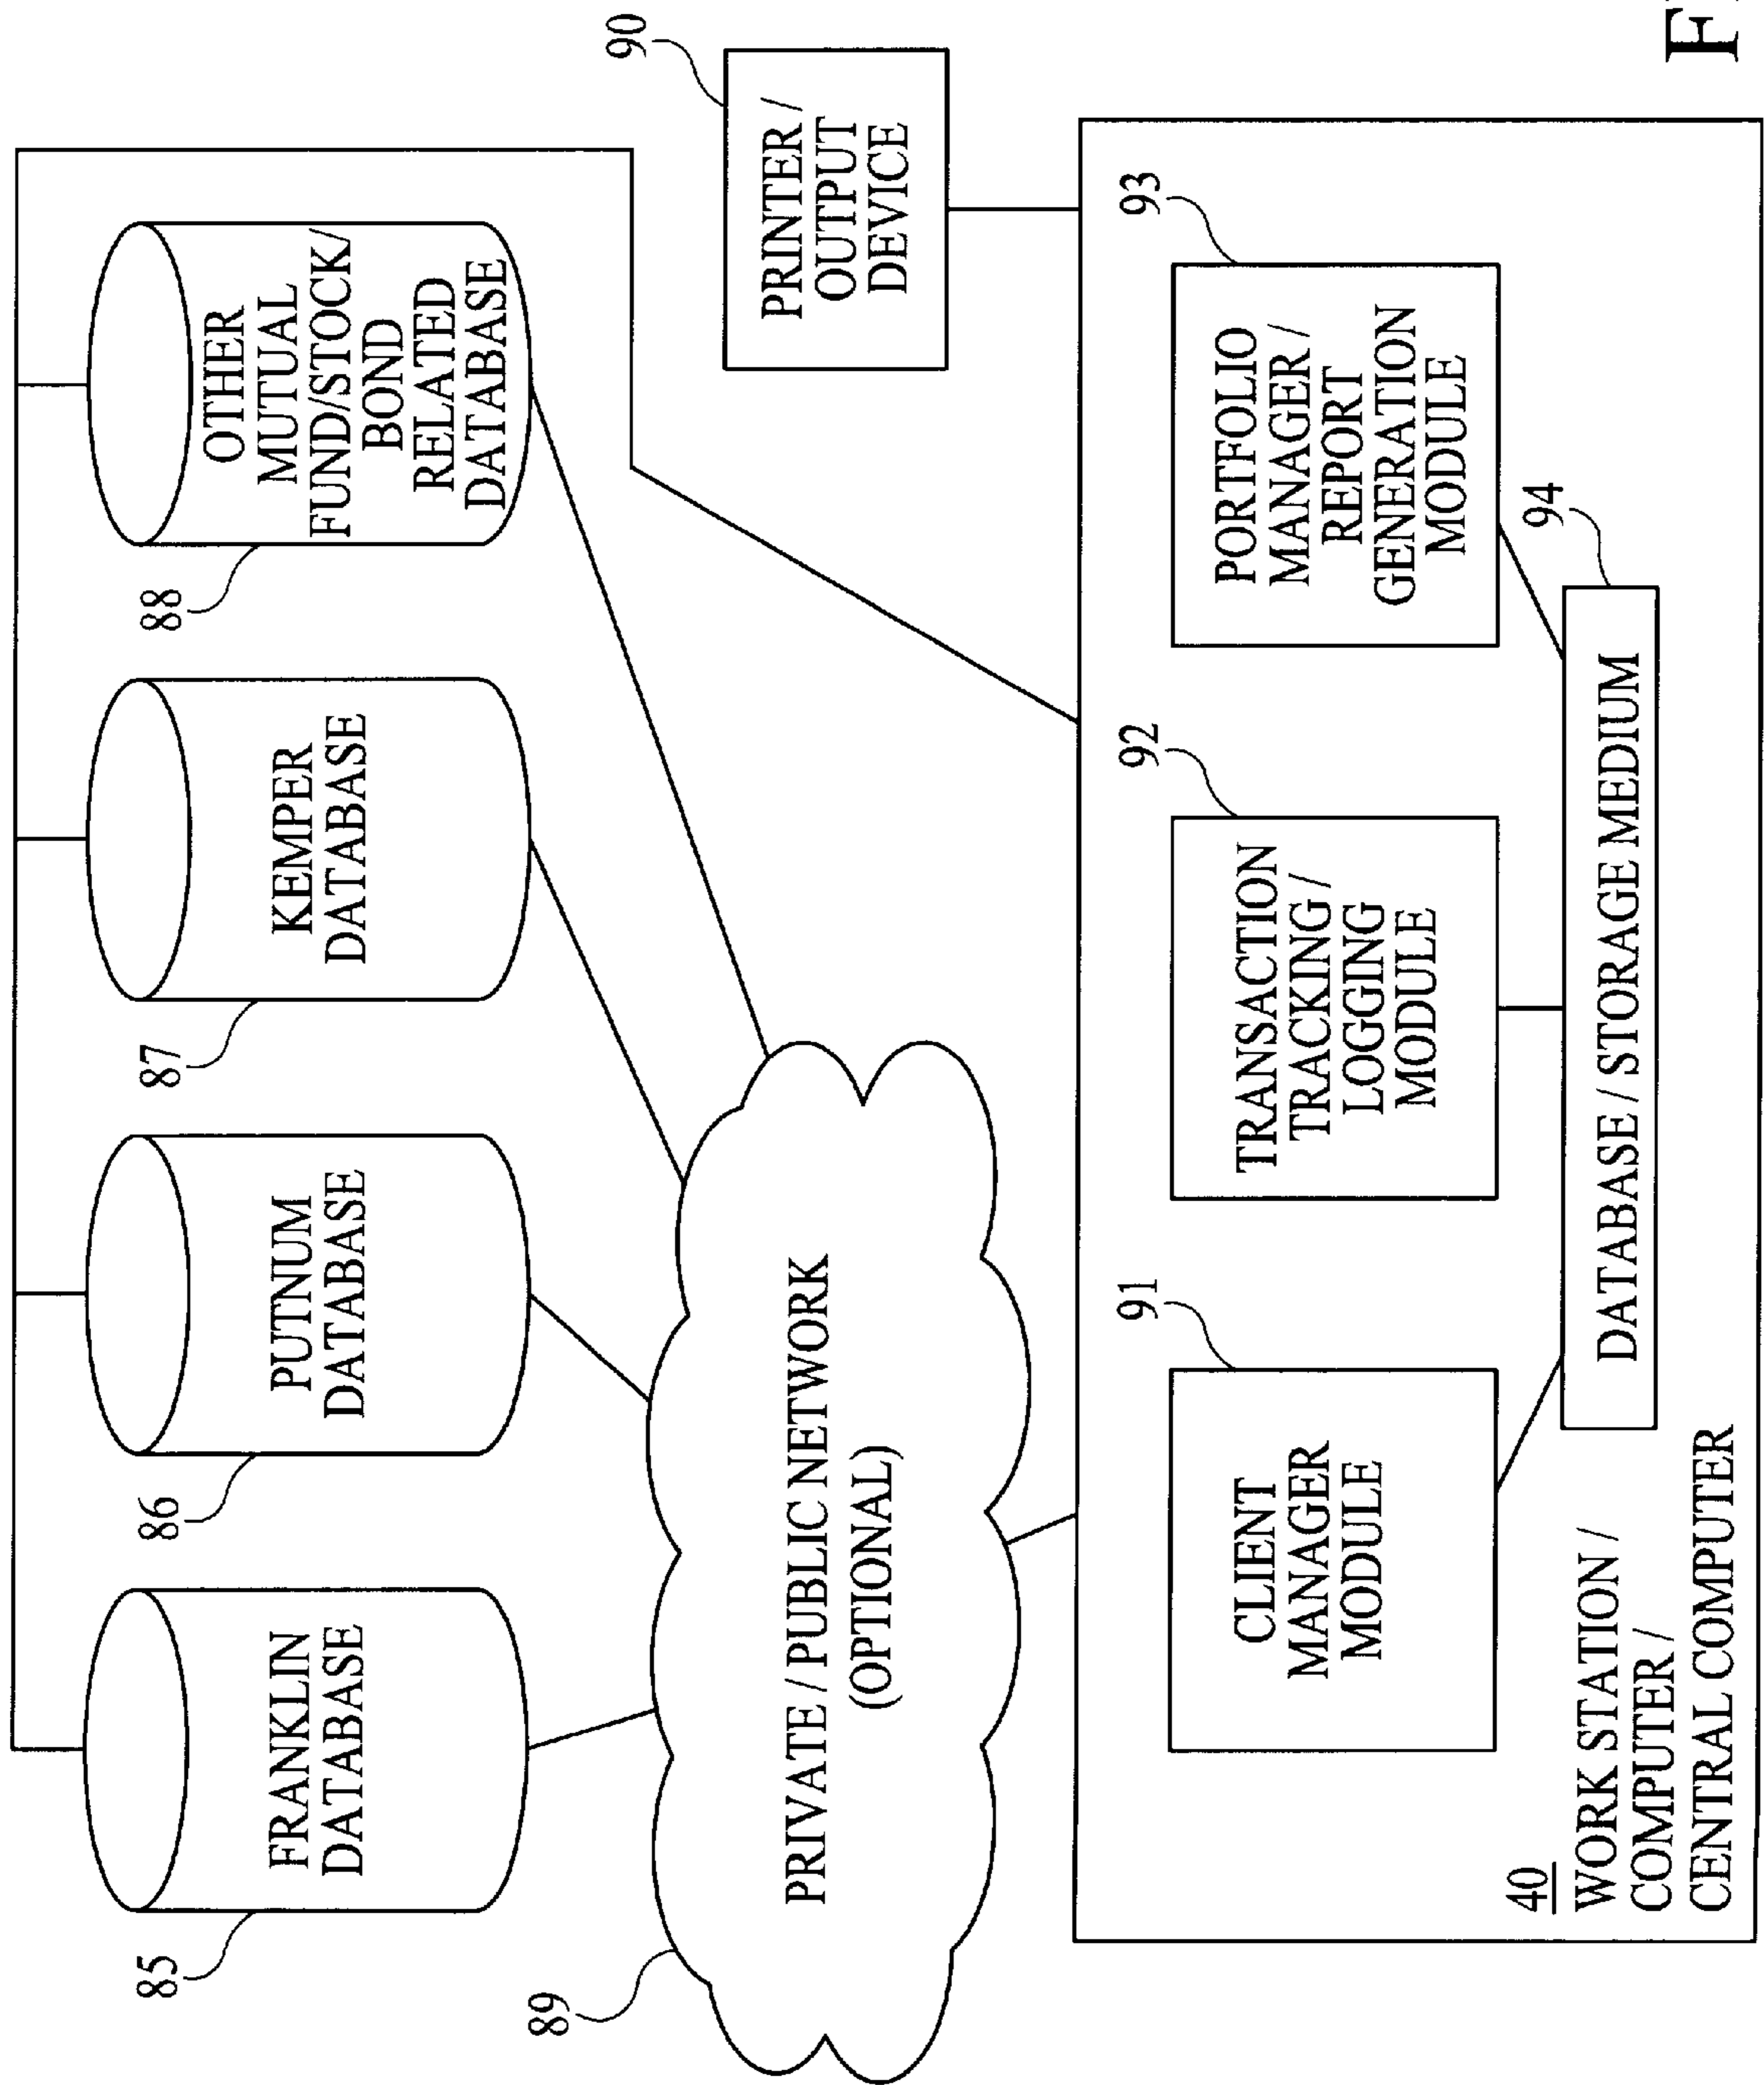 85
FRANKLIN
DATABASE
86
PUTNUM
DATABASE
87
KEMPER
DATABASE
88
OTHER
MUTUAL
FUND/STOCK/
BOND
RELATED
DATABASE
89
PRIVATE / PUBLIC NETWORK
(OPTIONAL)
90
PRINTER /
OUTPUT
DEVICE
91
CLIENT
MANAGER
MODULE
92
TRANSACTION
TRACKING /
LOGGING
MODULE
93
PORTFOLIO
MANAGER /
REPORT
GENERATION
MODULE
94
DATABASE / STORAGE MEDIUM
40
WORK STATION /
COMPUTER /
CENTRAL COMPUTER
F